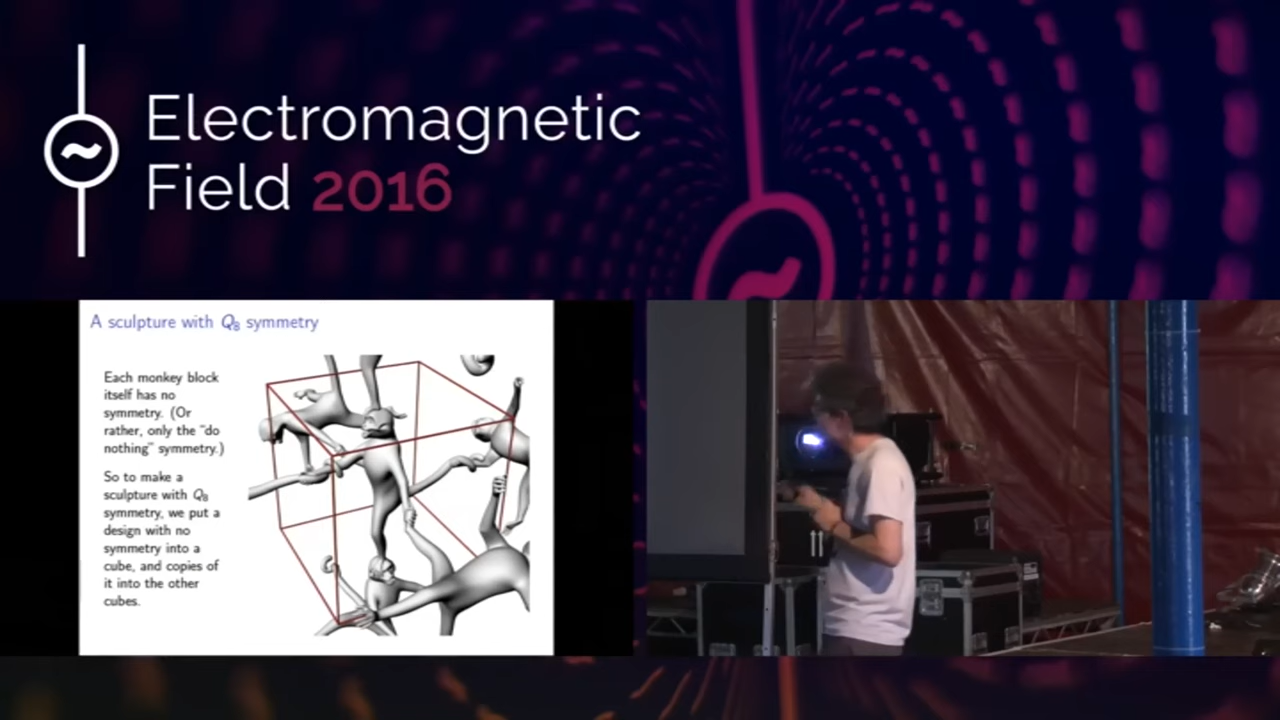 Electromagnetic
Field 2016
A sculpture with Q8 symmetry
Each monkey block
itself has no
symmetry. (Or
rather, only the "do
nothing" symmetry.)
So to make a
sculpture with Q8
symmetry, we put a
design with no
symmetry into a
cube, and copies of
it into the other
cubes.